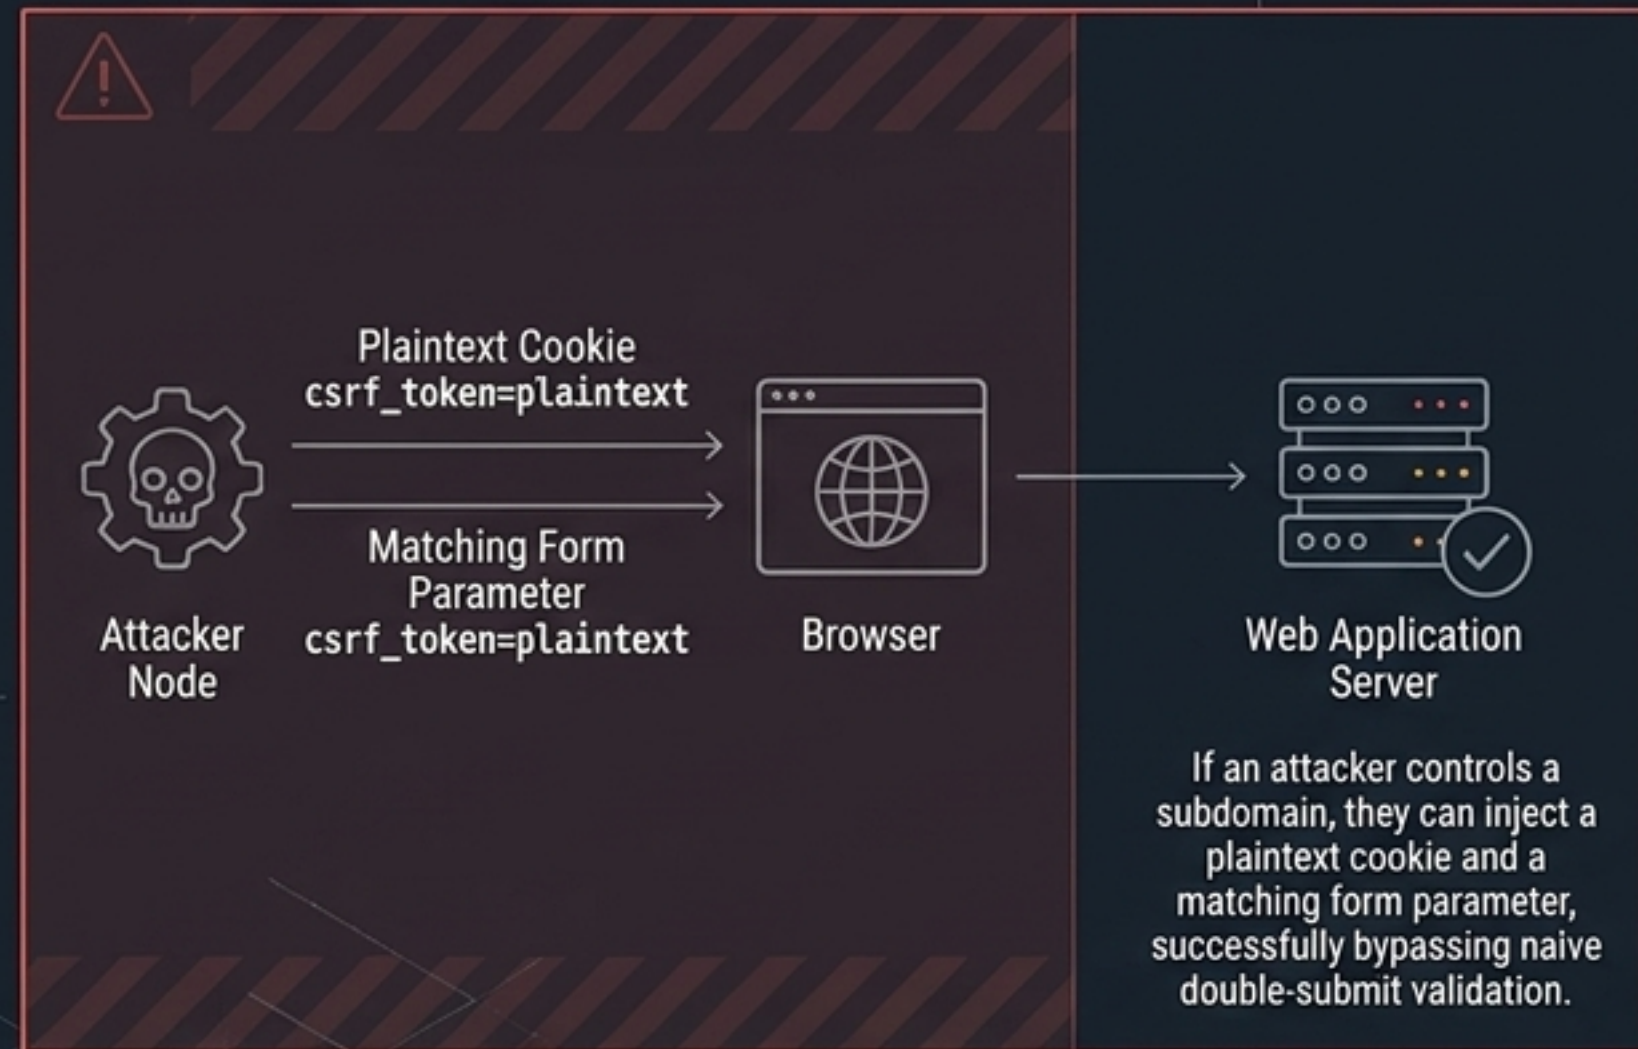 Plaintext Cookie
csrf_token=plaintext
Matching Form
Parameter
csrf_token=plaintext
Attacker
Node
Browser
Web Application
Server
If an attacker controls a
subdomain, they can inject a
plaintext cookie and a
matching form parameter,
successfully bypassing naive
double-submit validation.